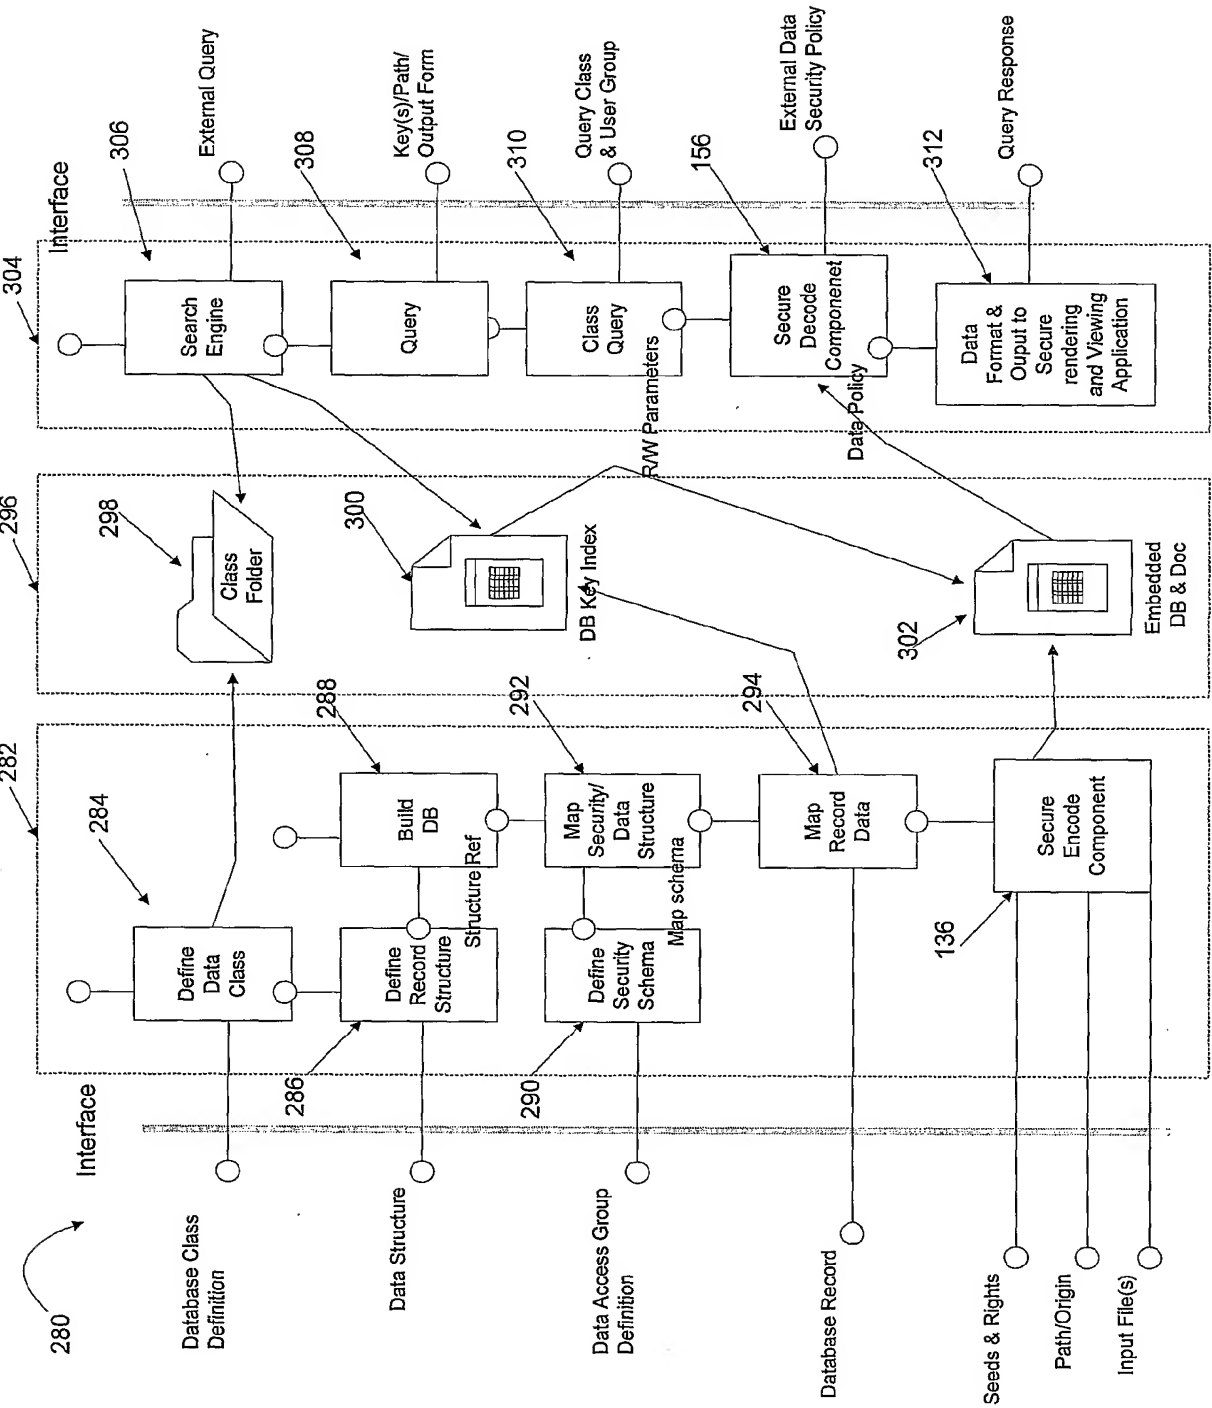 280
Interface
282
296
304
Interface
Database Class
Definition
284
Define
Data
Class
298
Class
Folder
306
Search
Engine
External Query
Data Structure
286
Define
Record
Structure
288
Build
DB
Structure Ref
300
DB Key Index
308
Query
Key(s)/Path/
Output Form
Data Access Group
Definition
290
Define
Security
Schema
292
Map
Security/
Data
Structure
Map schema
310
Class
Query
R/W Parameters
Query Class
& User Group
Database Record
294
Map
Record
Data
156
Secure
Decode
Componenet
Data Policy
External Data
Security Policy
Seeds & Rights
Path/Origin
Input File(s)
136
Secure
Encode
Component
302
Embedded
DB & Doc
312
Data
Format &
Ouput to
Secure
rendering
and Viewing
Application
Query Response